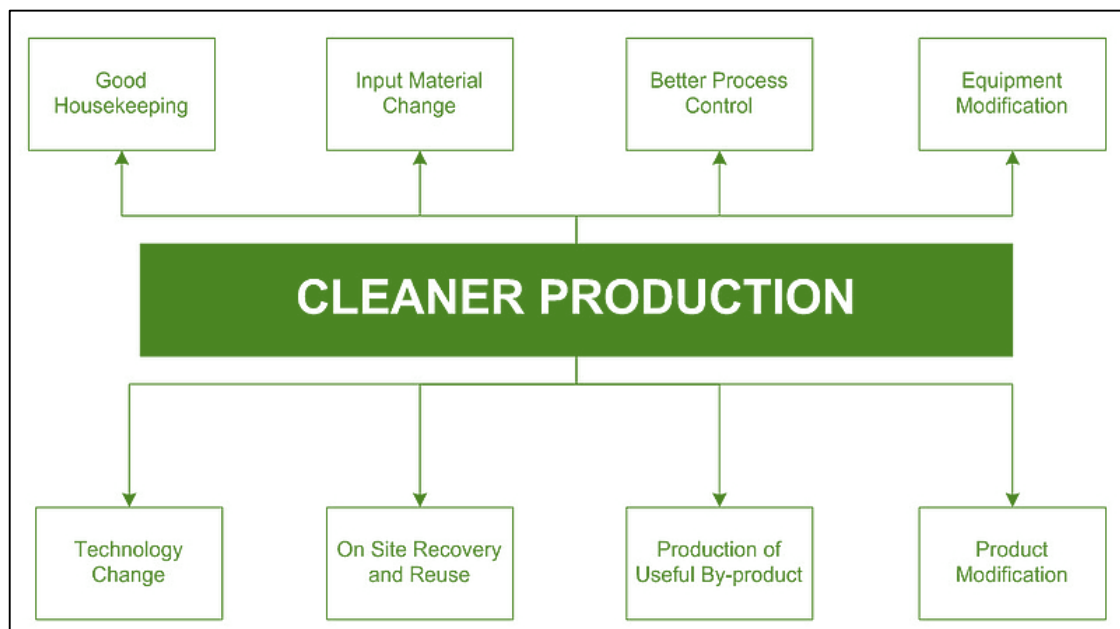 Good
Housekeeping
Input Material
Change
Better Process
Control
Equipment
Modification
CLEANER PRODUCTION
Technology
Change
On Site Recovery
and Reuse
Production of
Useful By-product
Product
Modification